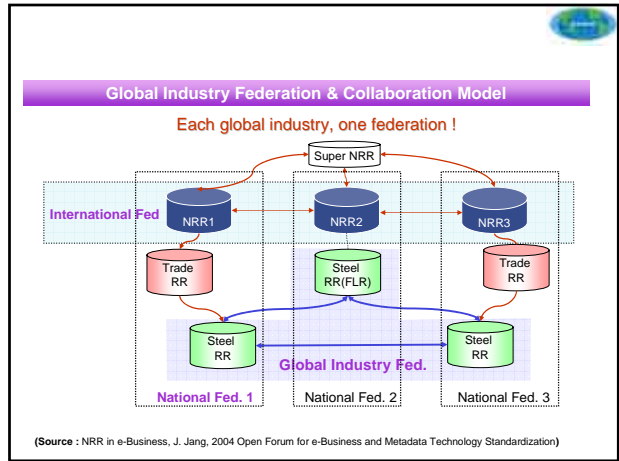 Global Industry Federation & Collaboration Model
Each global industry, one federation !
Super NRR
International Fed
NRR1
NRR2
NRR3
Trade
RR
Steel
RR(FLR)
Trade
RR
Steel
RR
Steel
RR
Global Industry Fed.
National Fed. 1
National Fed. 2
National Fed. 3
(Source : NRR in e-Business, J. Jang, 2004 Open Forum for e-Business and Metadata Technology Standardization)